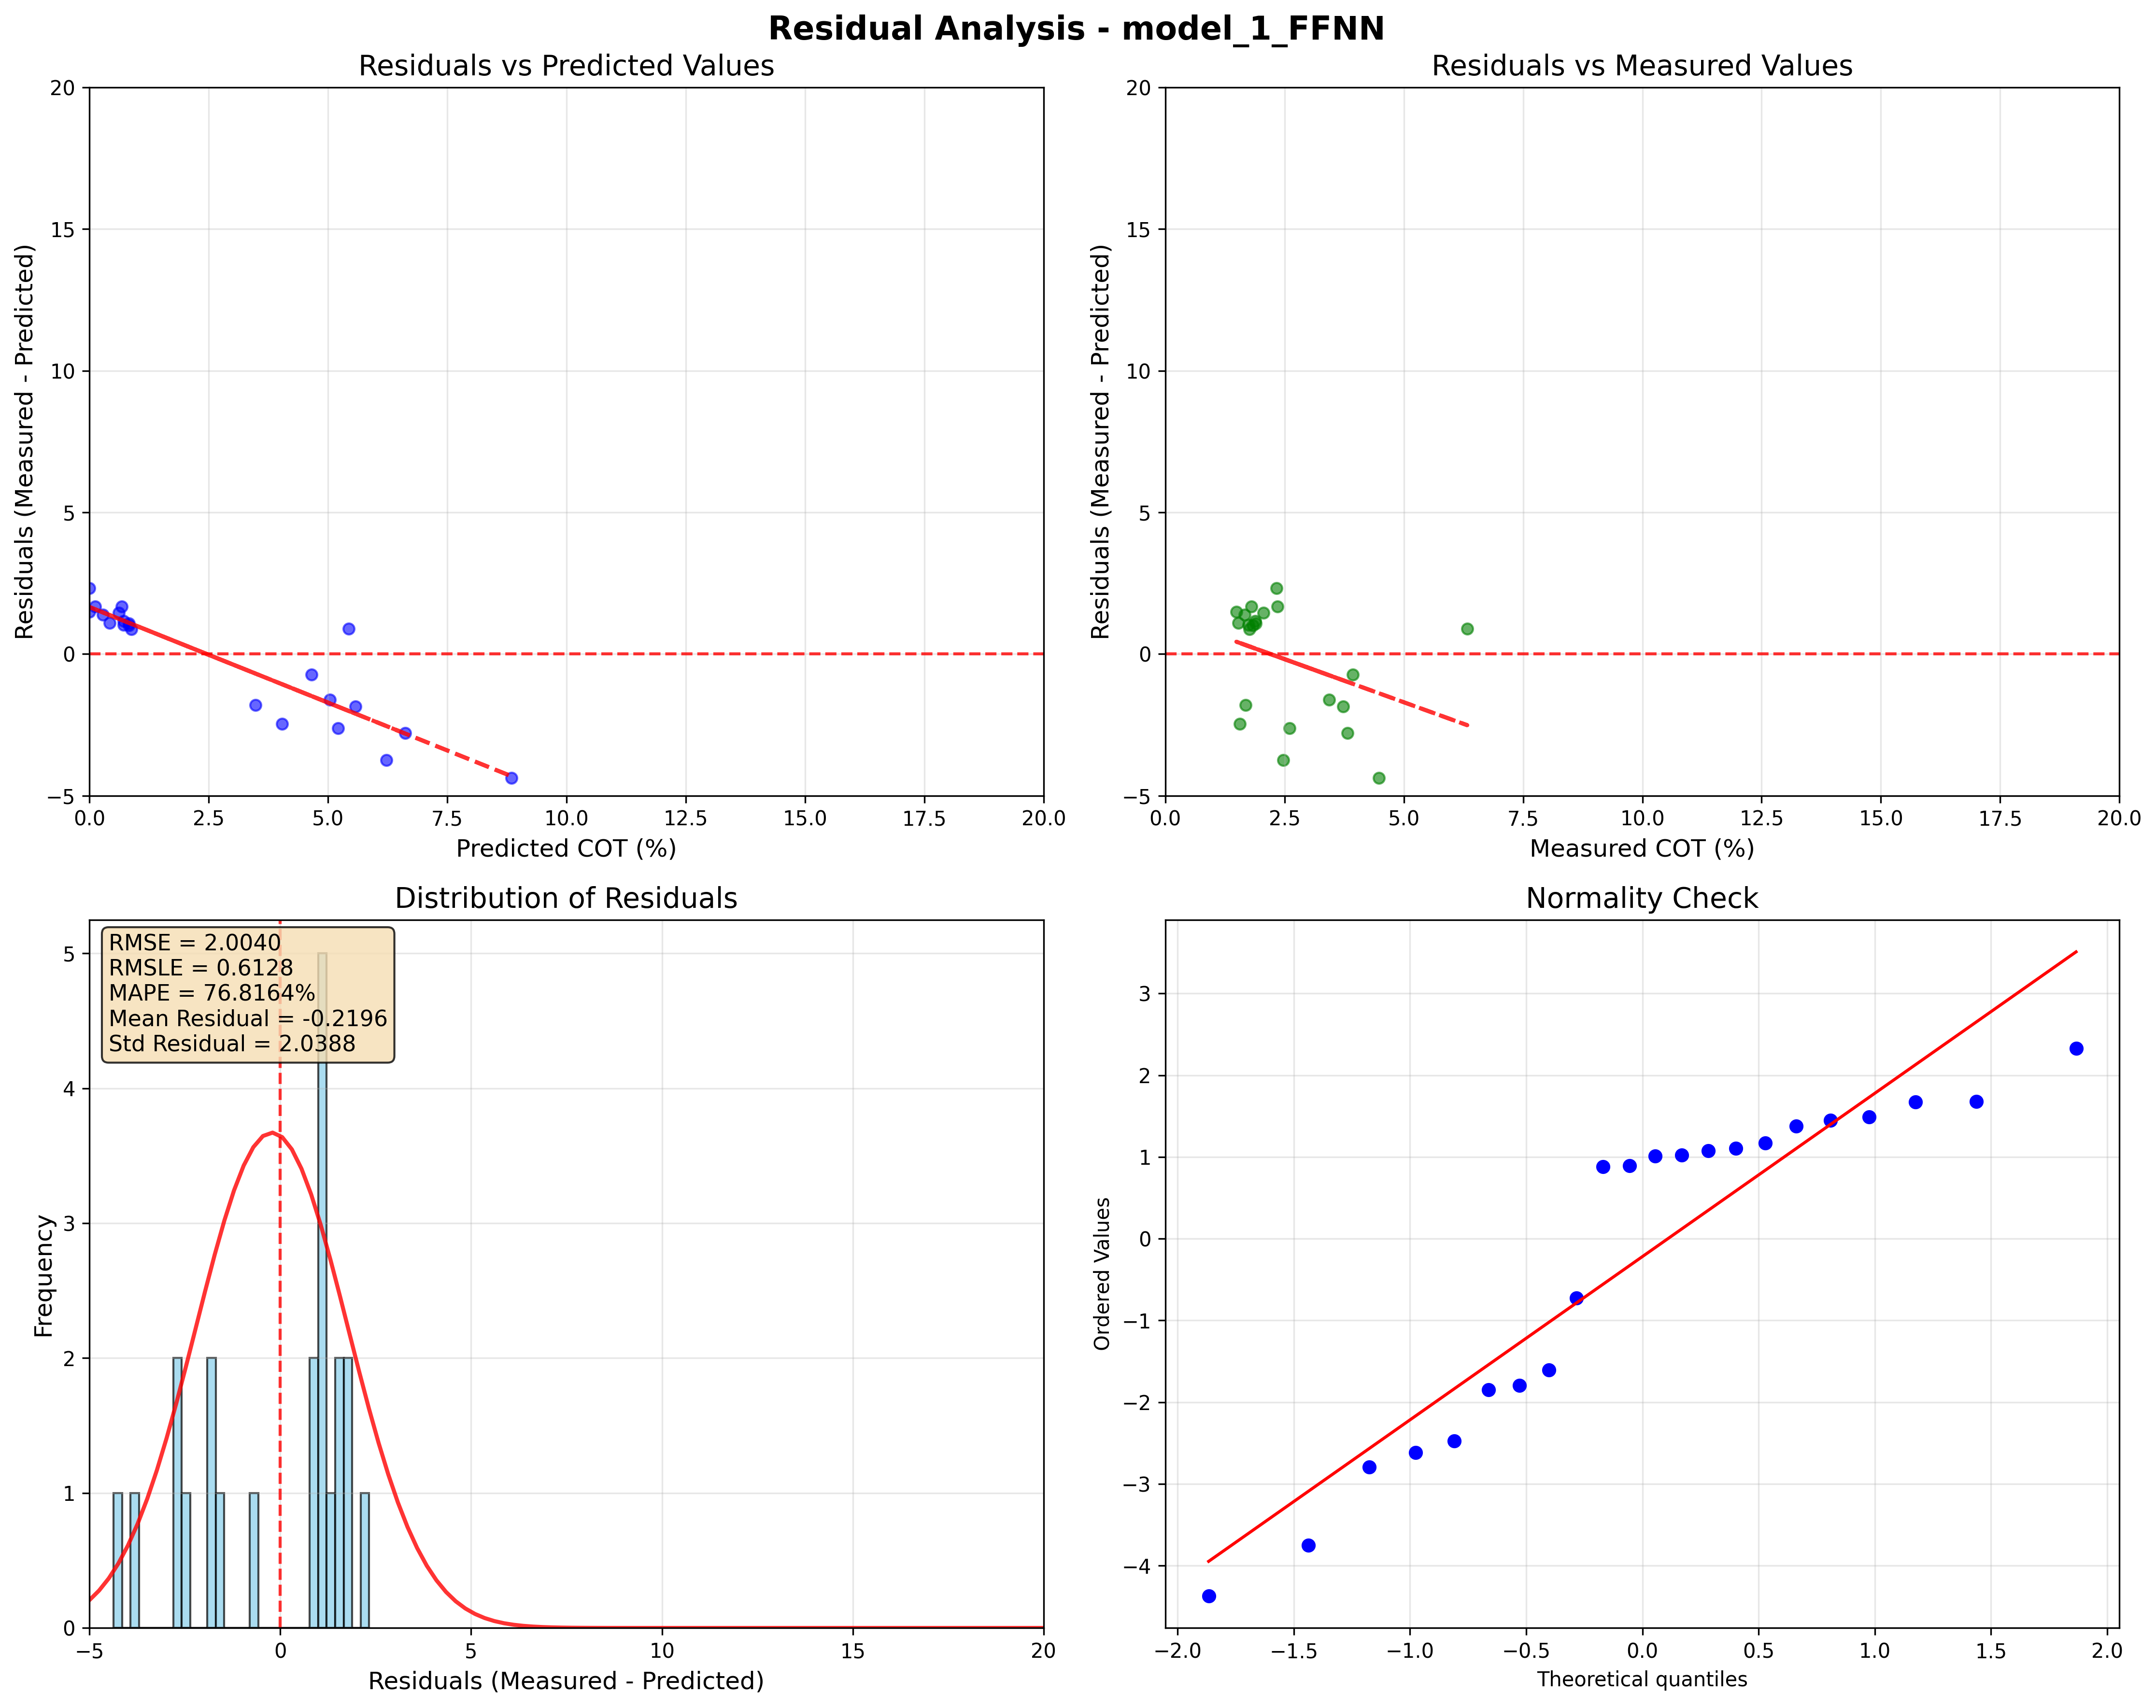 Residual Analysis - model_1_FFNN
Residuals vs Predicted Values
Residuals (Measured - Predicted)
20
15
10
5
0
−5
0.0 2.5 5.0 7.5 10.0 12.5 15.0 17.5 20.0
Predicted COT (%)
Residuals vs Measured Values
Residuals (Measured - Predicted)
20
15
10
5
0
−5
0.0 2.5 5.0 7.5 10.0 12.5 15.0 17.5 20.0
Measured COT (%)
Distribution of Residuals
RMSE = 2.0040
RMSLE = 0.6128
MAPE = 76.8164%
Mean Residual = -0.2196
Std Residual = 2.0388
Frequency
5
4
3
2
1
0
−5 0 5 10 15 20
Residuals (Measured - Predicted)
Normality Check
Ordered Values
3
2
1
0
−1
−2
−3
−4
−2.0 −1.5 −1.0 −0.5 0.0 0.5 1.0 1.5 2.0
Theoretical quantiles